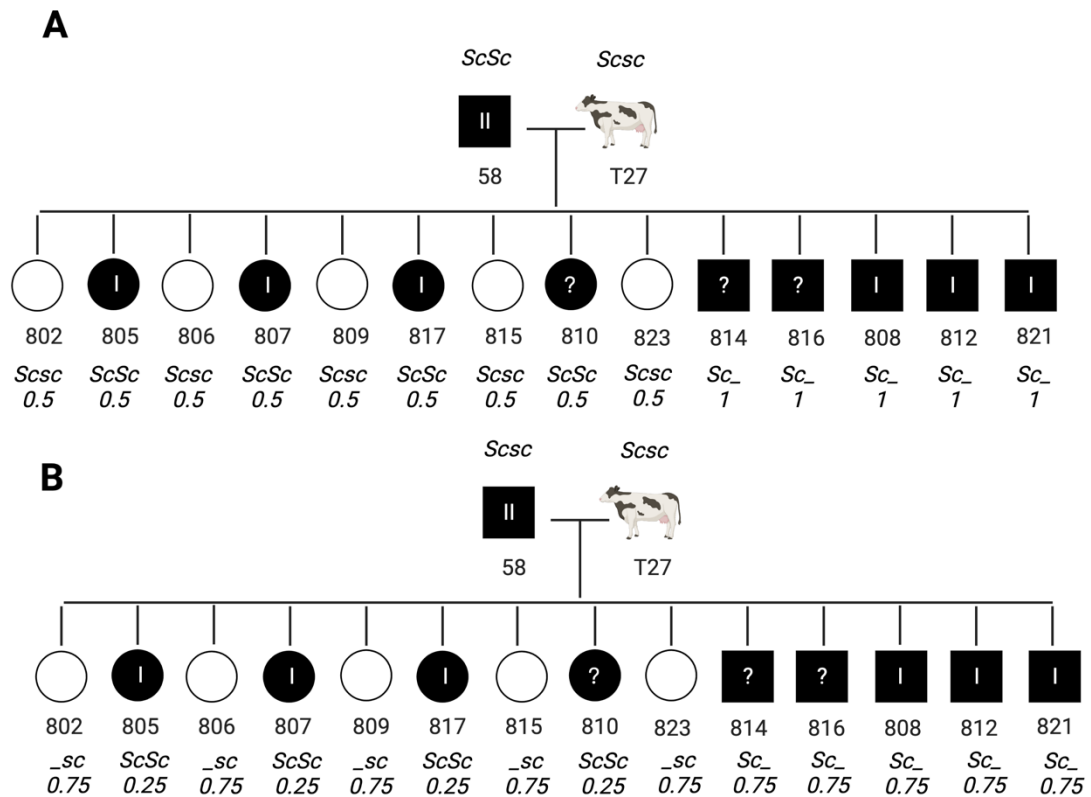 A
ScSc Scsc
II
58 T27
I I I ? ? ? I I I
802 805 806 807 809 817 815 810 823 814 816 808 812 821
Scsc ScSc Scsc ScSc Scsc ScSc Scsc ScSc Scsc Sc_ Sc_ Sc_ Sc_ Sc_
0.5 0.5 0.5 0.5 0.5 0.5 0.5 0.5 0.5 1 1 1 1 1
Scsc Scsc
B
II
58 T27
I I I ? ? ? I I I
802 805 806 807 809 817 815 810 823 814 816 808 812 821
_sc ScSc _sc ScSc _sc ScSc _sc ScSc _sc Sc_ Sc_ Sc_ Sc_ Sc_
0.75 0.25 0.75 0.25 0.75 0.25 0.75 0.25 0.75 0.75 0.75 0.75 0.75 0.75